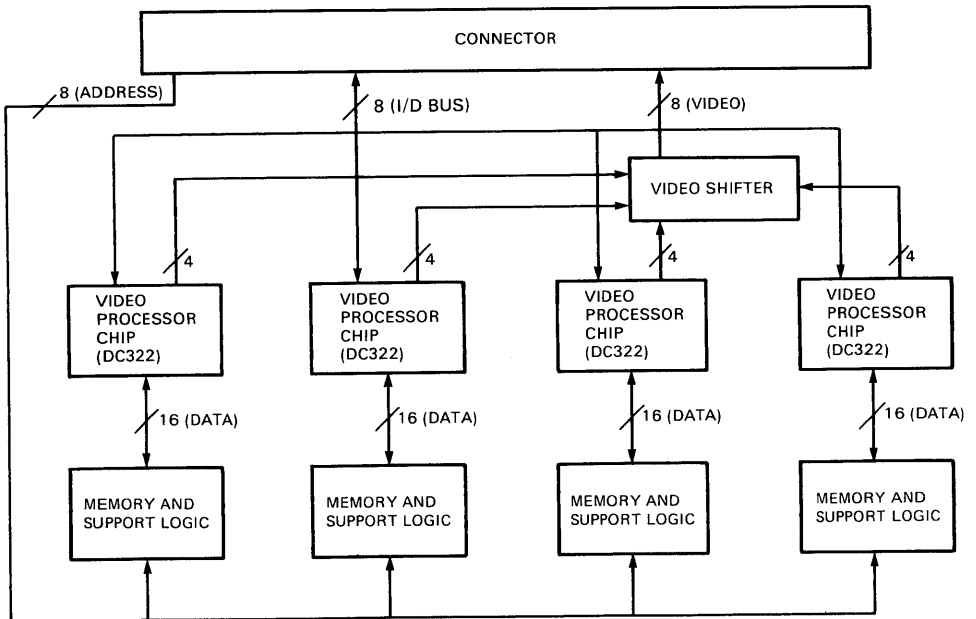 CONNECTOR
8 (ADDRESS)
8 (I/D BUS)
8 (VIDEO)
VIDEO SHIFTER
4
4
4
4
VIDEO
PROCESSOR
CHIP
(DC322)
VIDEO
PROCESSOR
CHIP
(DC322)
VIDEO
PROCESSOR
CHIP
(DC322)
VIDEO
PROCESSOR
CHIP
(DC322)
16 (DATA)
16 (DATA)
16 (DATA)
16 (DATA)
MEMORY AND
SUPPORT LOGIC
MEMORY AND
SUPPORT LOGIC
MEMORY AND
SUPPORT LOGIC
MEMORY AND
SUPPORT LOGIC